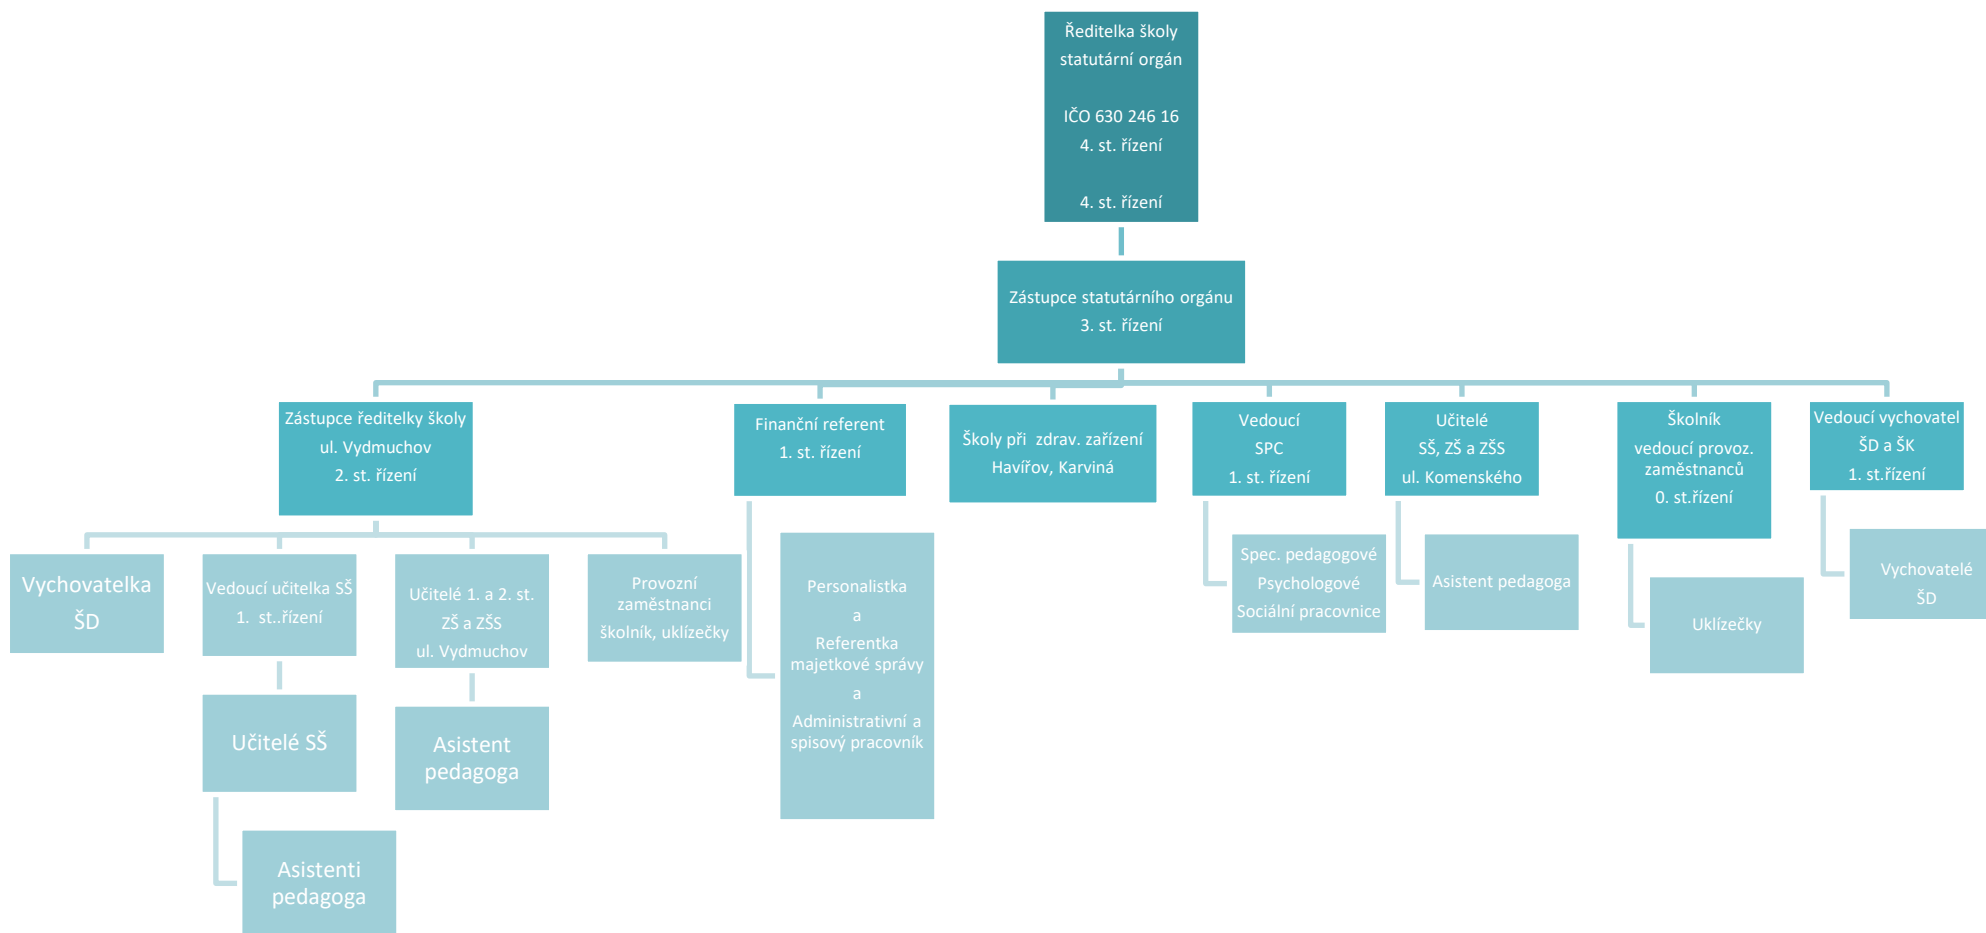 Ředitelka školy
statutární orgán
IČO 630 246 16
4. st. řízení
4. st. řízení
Zástupce statutárního orgánu
3. st. řízení
Zástupce ředitelky školy
ul. Vydmuchov
2. st. řízení
Finanční referent
1. st. řízení
Školy při zdrav. zařízení
Havířov, Karviná
Vedoucí
SPC
1. st. řízení
Učitelé
SŠ, ZŠ a ZŠS
ul. Komenského
Školník
vedoucí provoz.
zaměstnanců
0. st.řízení
Vedoucí vychovatel
ŠD a ŠK
1. st.řízení
Vychovatelka
ŠD
Vedoucí učitelka SŠ
1. st..řízení
Učitelé 1. a 2. st.
ZŠ a ZŠS
ul. Vydmuchov
Provozní
zaměstnanci
školník, uklízečky
Personalistka
a
Referentka
majetkové správy
a
Administrativní a
spisový pracovník
Spec. pedagogové
Psychologové
Sociální pracovnice
Asistent pedagoga
Uklízečky
Vychovatelé
ŠD
Učitelé SŠ
Asistent
pedagoga
Asistenti
pedagoga